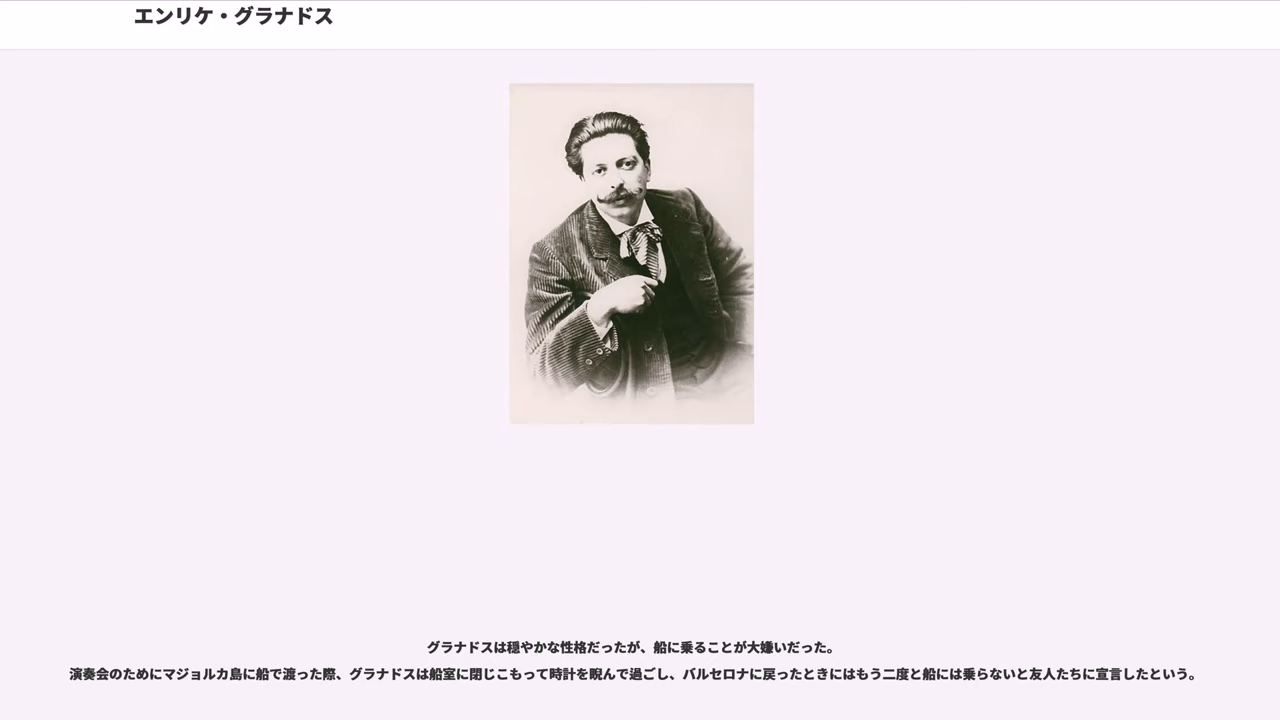 エンリケ・グラナドス
グラナドスは穏やかな性格だったが、船に乗ることが大嫌いだった。
演奏会のためにマジョルカ島に船で渡った際、グラナドスは船室に閉じこもって時計を睨んで過ごし、バルセロナに戻ったときにはもう二度と船には乗らないと友人たちに宣言したという。